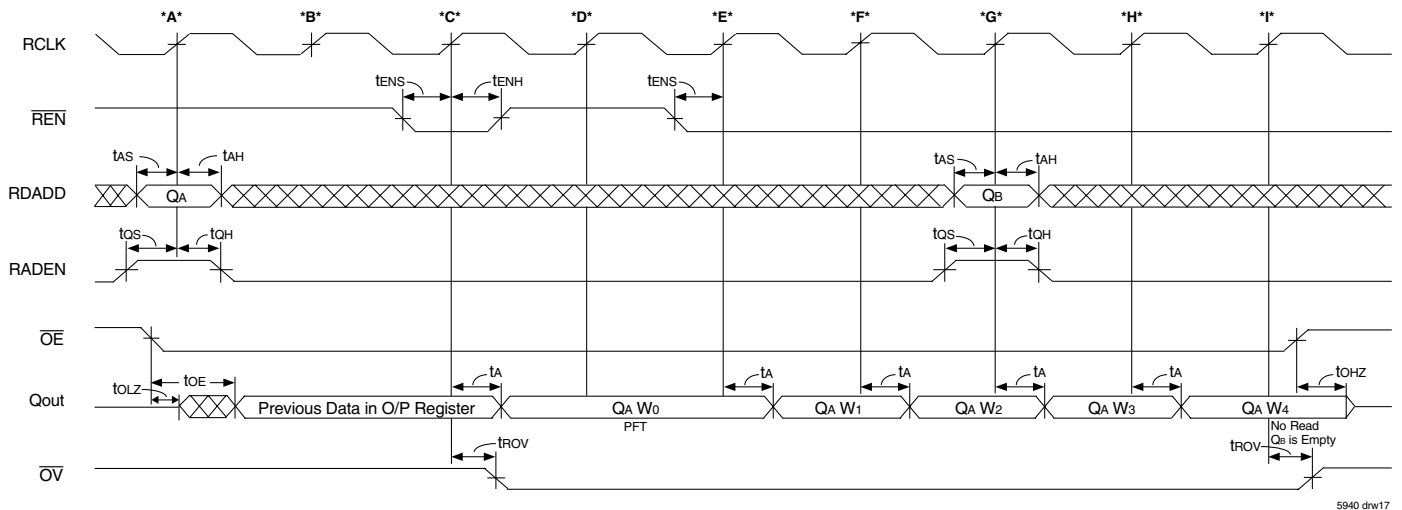 *A* *B* *C* *D* *E* *F* *G* *H* *I*
RCLK
tENS tENH tENS
REN
tAS tAH tAS tAH
RDADD QA QB
tQS tQH tQS tQH
RADEN
OE
tOLZ tOE tA tA tA tA tA tOHZ
Qout Previous Data in O/P Register QA W0 QA W1 QA W2 QA W3 QA W4
PFT No Read
QB is Empty
tROV tROV
OV
5940 drw17